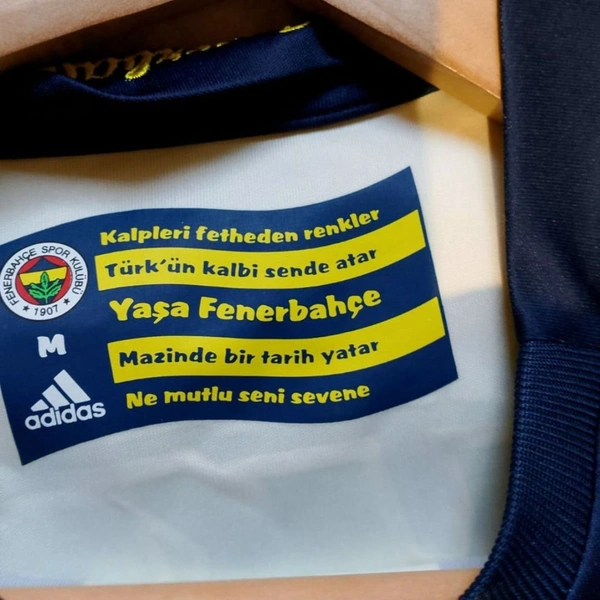 Kalpleri fetheden renkler
Türk'ün kalbi sende atar
Yaşa Fenerbahçe
Mazinde bir tarih yatar
Ne mutlu seni sevene
FENERBAHÇE SPOR KULÜBÜ
★ 1907 ★
M
adidas